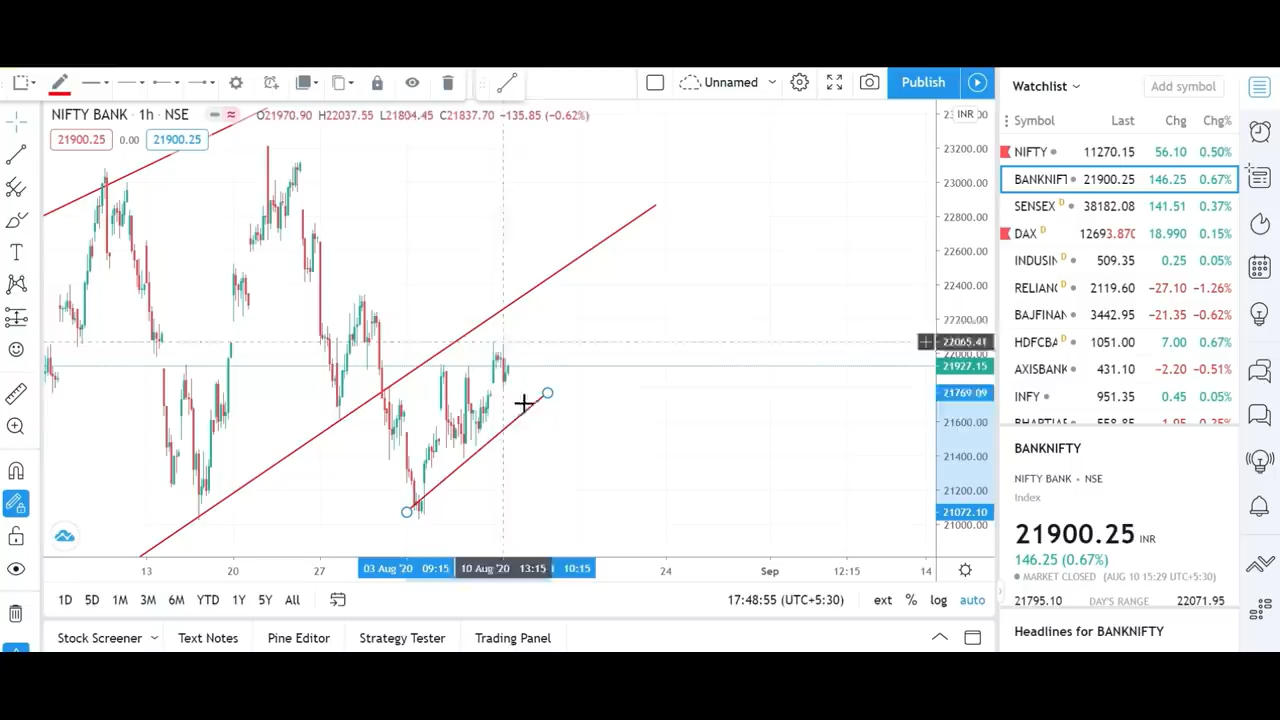 Unnamed
Publish
NIFTY BANK · 1h · NSE
O21970.90 H22037.55 L21804.45 C21837.70 −135.85 (−0.62%)
21900.25 0.00 21900.25
INR
23200.00
23000.00
22800.00
22600.00
22400.00
22200.00
22065.41
22000.00
21927.15
21769.09
21600.00
21400.00
21200.00
21072.10
21000.00
13 20 27 03 Aug '20 09:15 10 Aug '20 13:15 10:15 24 Sep 12:15 14
1D 5D 1M 3M 6M YTD 1Y 5Y All
17:48:55 (UTC+5:30) ext % log auto
Stock Screener Text Notes Pine Editor Strategy Tester Trading Panel
Watchlist Add symbol
Symbol Last Chg Chg%
NIFTY 11270.15 56.10 0.50%
BANKNIFT 21900.25 146.25 0.67%
SENSEX D 38182.08 141.51 0.37%
DAX D 12693.870 18.990 0.15%
INDUSIN D 509.35 0.25 0.05%
RELIANC D 2119.60 −27.10 −1.26%
BAJFINAN 3442.95 −21.35 −0.62%
HDFCBA D 1051.00 7.00 0.67%
AXISBANK 431.10 −2.20 −0.51%
INFY 951.35 0.45 0.05%
BANKNIFTY
NIFTY BANK • NSE
Index
21900.25 INR
146.25 (0.67%)
MARKET CLOSED (AUG 10 15:29 UTC+5:30)
21795.10 DAY'S RANGE 22071.95
Headlines for BANKNIFTY